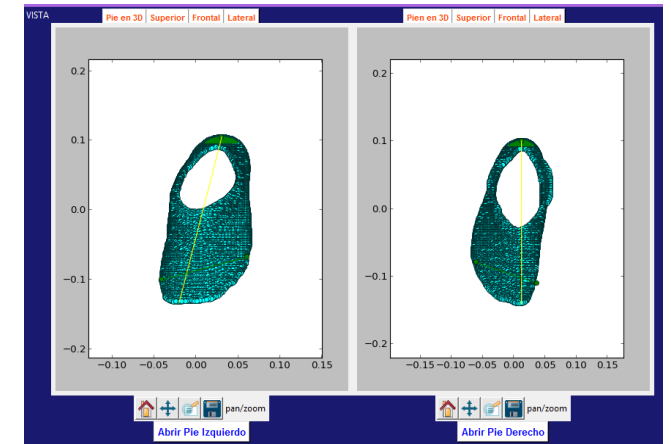 VISTA
Pie en 3D Superior Frontal Lateral
Pien en 3D Superior Frontal Lateral
0.2
0.1
0.0
−0.1
−0.2
−0.10 −0.05 0.00 0.05 0.10 0.15
0.2
0.1
0.0
−0.1
−0.2
−0.15 −0.10 −0.05 0.00 0.05 0.10 0.15
pan/zoom
pan/zoom
Abrir Pie Izquierdo
Abrir Pie Derecho